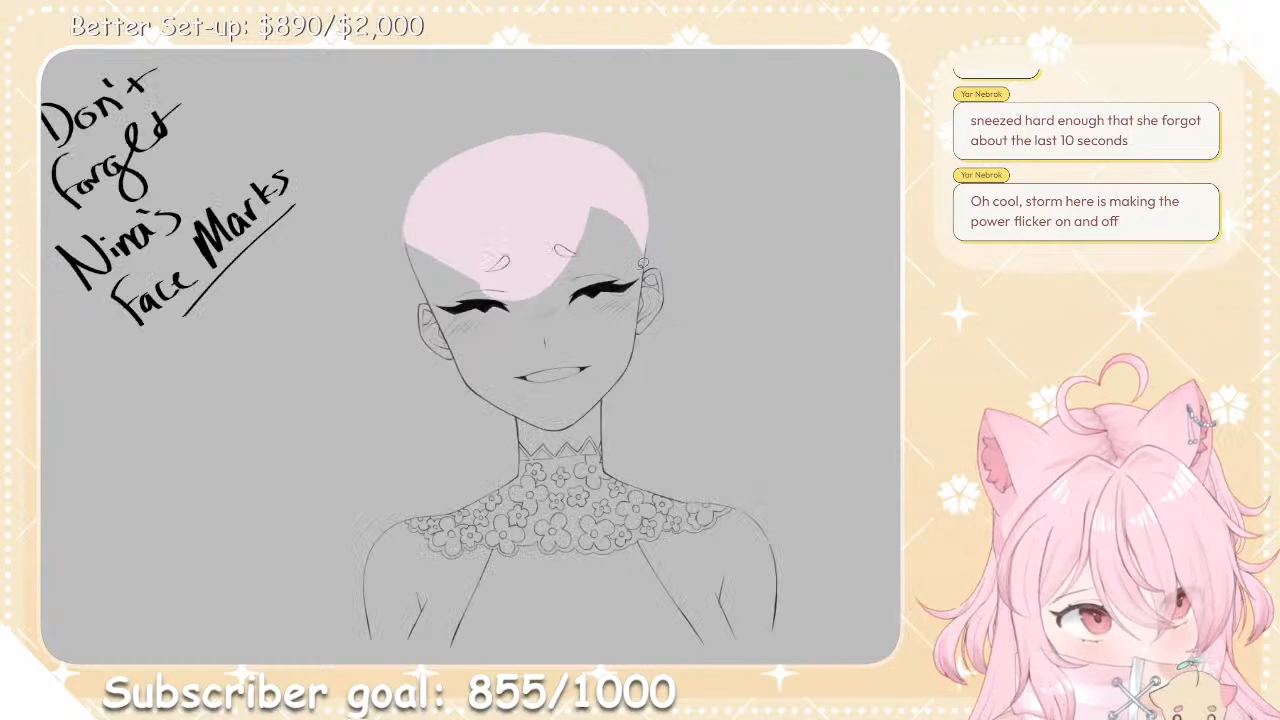 Better Set-up: $890/$2,000
Don't
forget
Nina's
Face Marks
Yar Nebrok
sneezed hard enough that she forgot
about the last 10 seconds
Yar Nebrok
Oh cool, storm here is making the
power flicker on and off
Subscriber goal: 855/1000